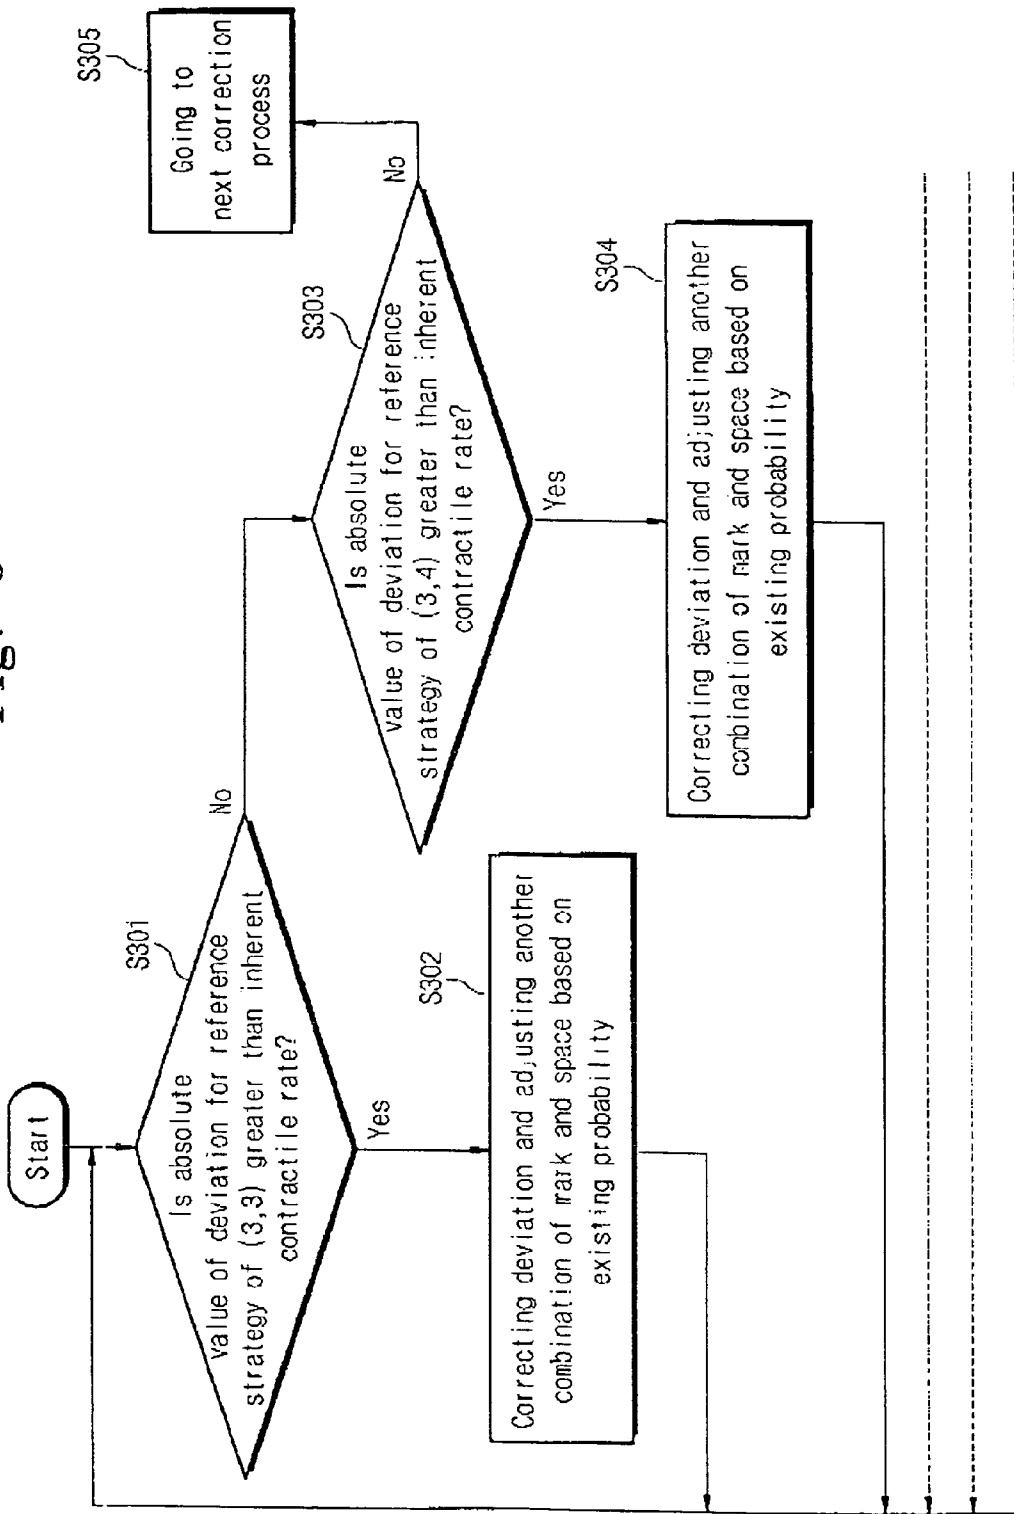 Fig.
Start
S301
Is absolute
value of deviation for reference
strategy of (3,3) greater than inherent
contractile rate?
No
Yes
S302
Correcting deviation and adjusting another
combination of mark and space based on
existing probability
S303
Is absolute
value of deviation for reference
strategy of (3,4) greater than inherent
contractile rate?
No
Yes
S304
Correcting deviation and adjusting another
combination of mark and space based on
existing probability
S305
Going to
next correction
process